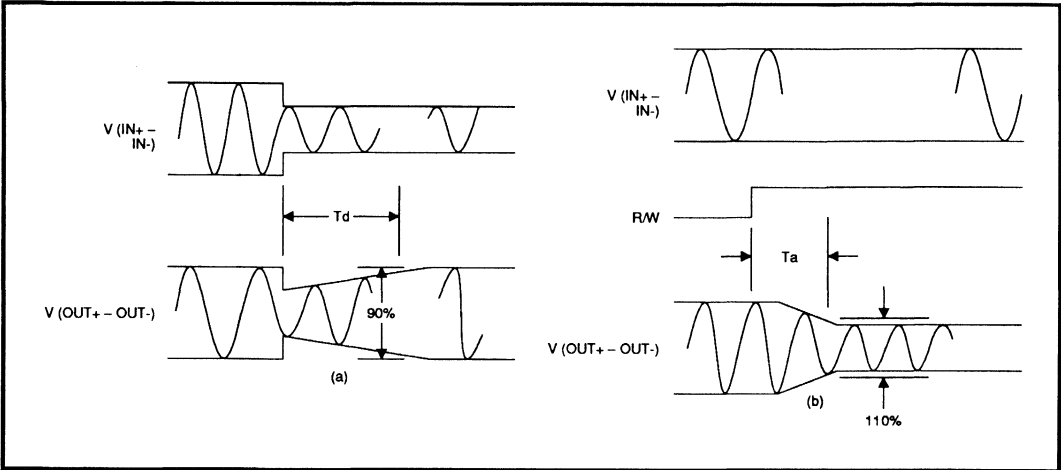 V (IN+ –
IN-)
Td
V (OUT+ – OUT-)
90%
(a)
V (IN+ –
IN-)
R/W
Ta
V (OUT+ – OUT-)
(b)
110%